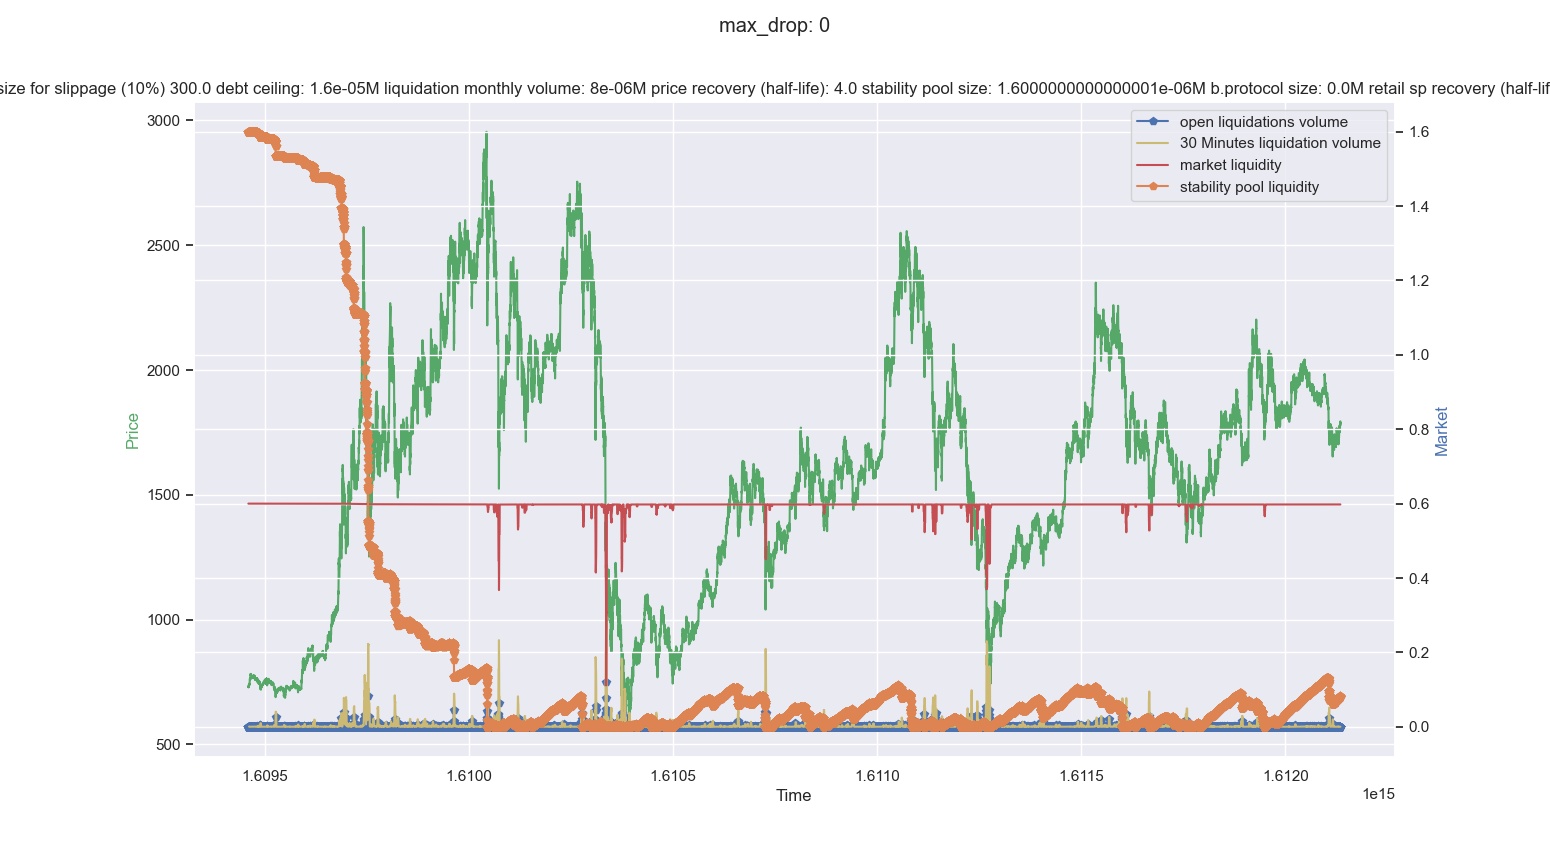 max_drop: 0
size for slippage (10%) 300.0 debt ceiling: 1.6e-05M liquidation monthly volume: 8e-06M price recovery (half-life): 4.0 stability pool size: 1.6000000000000001e-06M b.protocol size: 0.0M retail sp recovery (half-lif
open liquidations volume
30 Minutes liquidation volume
market liquidity
stability pool liquidity
3000
2500
2000
1500
1000
500
Price
1.6
1.4
1.2
1.0
0.8
0.6
0.4
0.2
0.0
Market
1.6095 1.6100 1.6105 1.6110 1.6115 1.6120
1e15
Time